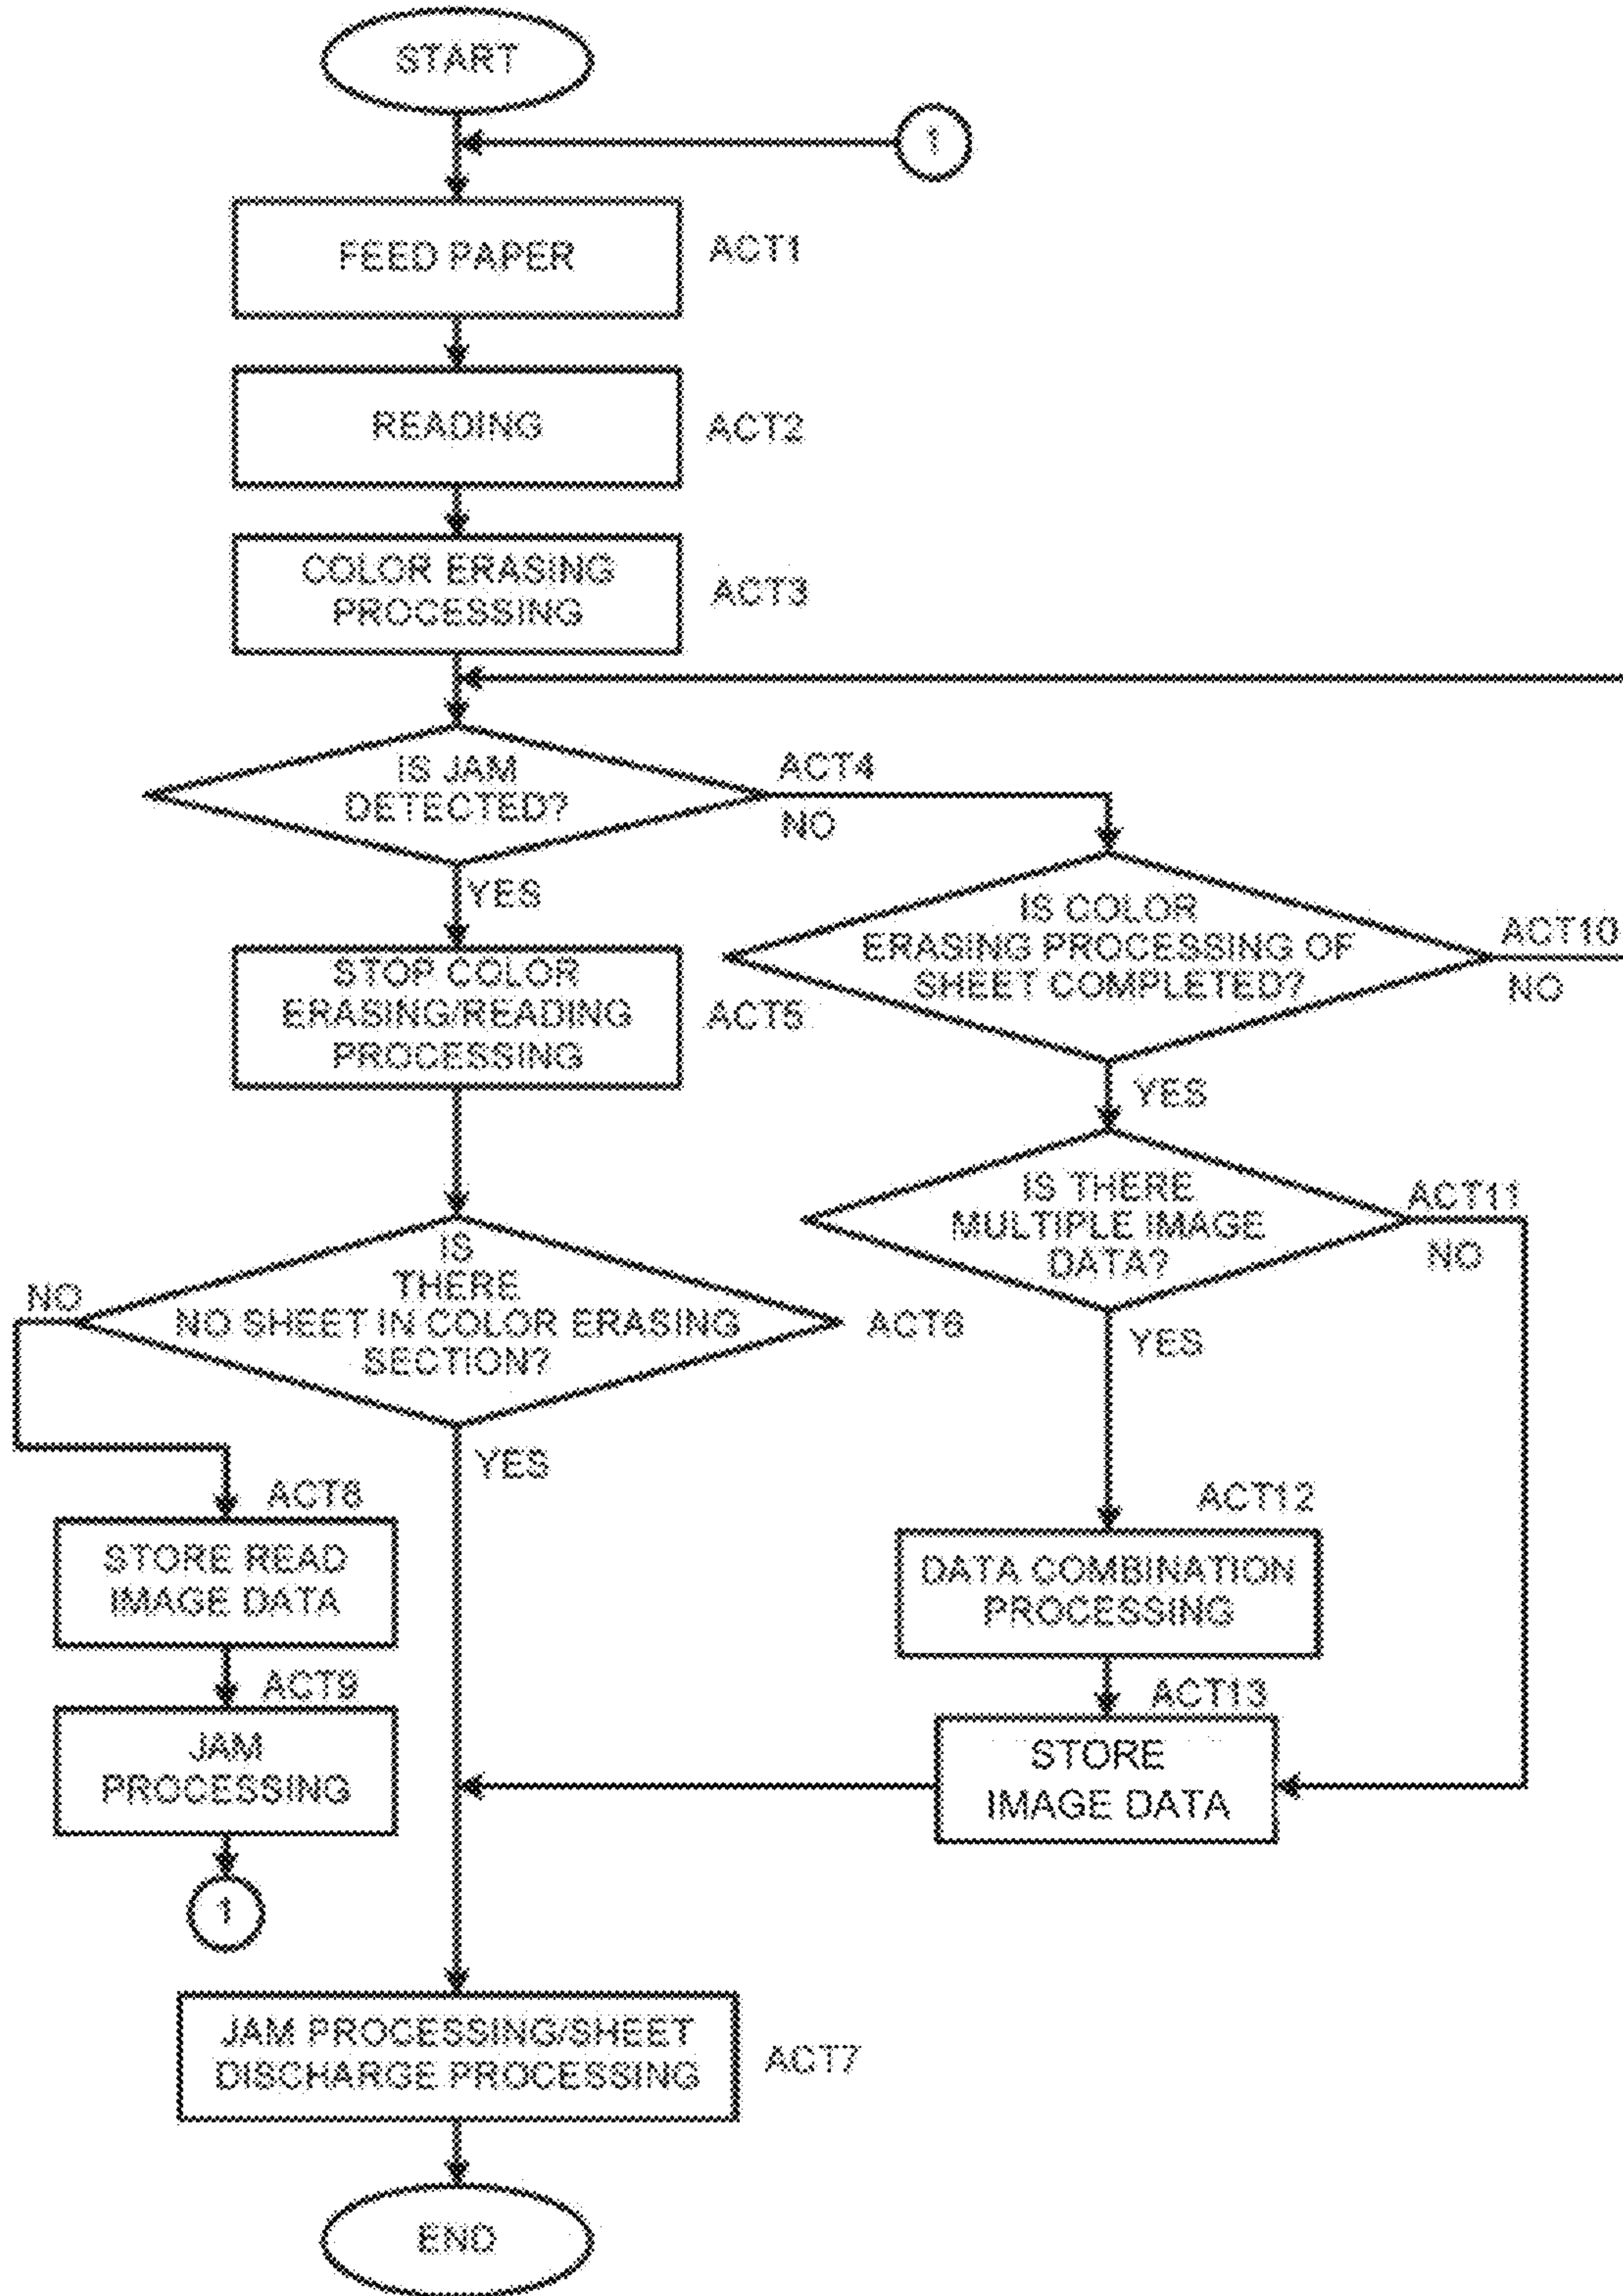 START
1
FEED PAPER
ACT1
READING
ACT2
COLOR ERASING
PROCESSING
ACT3
IS JAM
DETECTED?
ACT4
NO
YES
IS COLOR
ERASING PROCESSING OF
SHEET COMPLETED?
ACT10
NO
STOP COLOR
ERASING/READING
PROCESSING
ACT5
YES
IS THERE
MULTIPLE IMAGE
DATA?
ACT11
NO
IS
THERE
NO SHEET IN COLOR ERASING
SECTION?
NO
ACT6
YES
YES
ACT8
STORE READ
IMAGE DATA
ACT12
DATA COMBINATION
PROCESSING
ACT9
JAM
PROCESSING
ACT13
STORE
IMAGE DATA
1
JAM PROCESSING/SHEET
DISCHARGE PROCESSING
ACT7
END